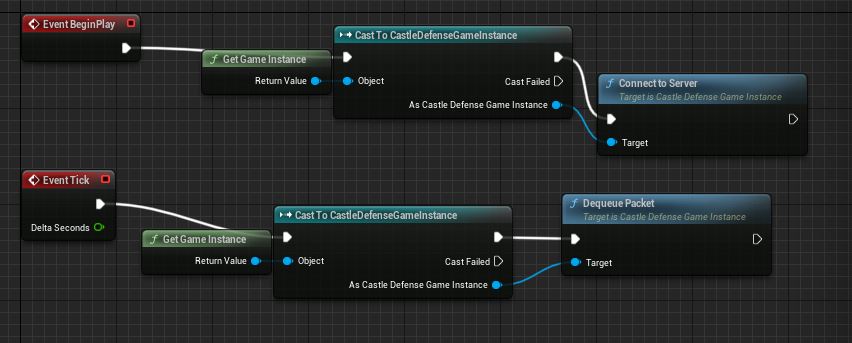 Event BeginPlay
Get Game Instance
Return Value
Cast To CastleDefenseGameInstance
Object
Cast Failed
As Castle Defense Game Instance
Connect to Server
Target is Castle Defense Game Instance
Target
Event Tick
Delta Seconds
Get Game Instance
Return Value
Cast To CastleDefenseGameInstance
Object
Cast Failed
As Castle Defense Game Instance
Dequeue Packet
Target is Castle Defense Game Instance
Target